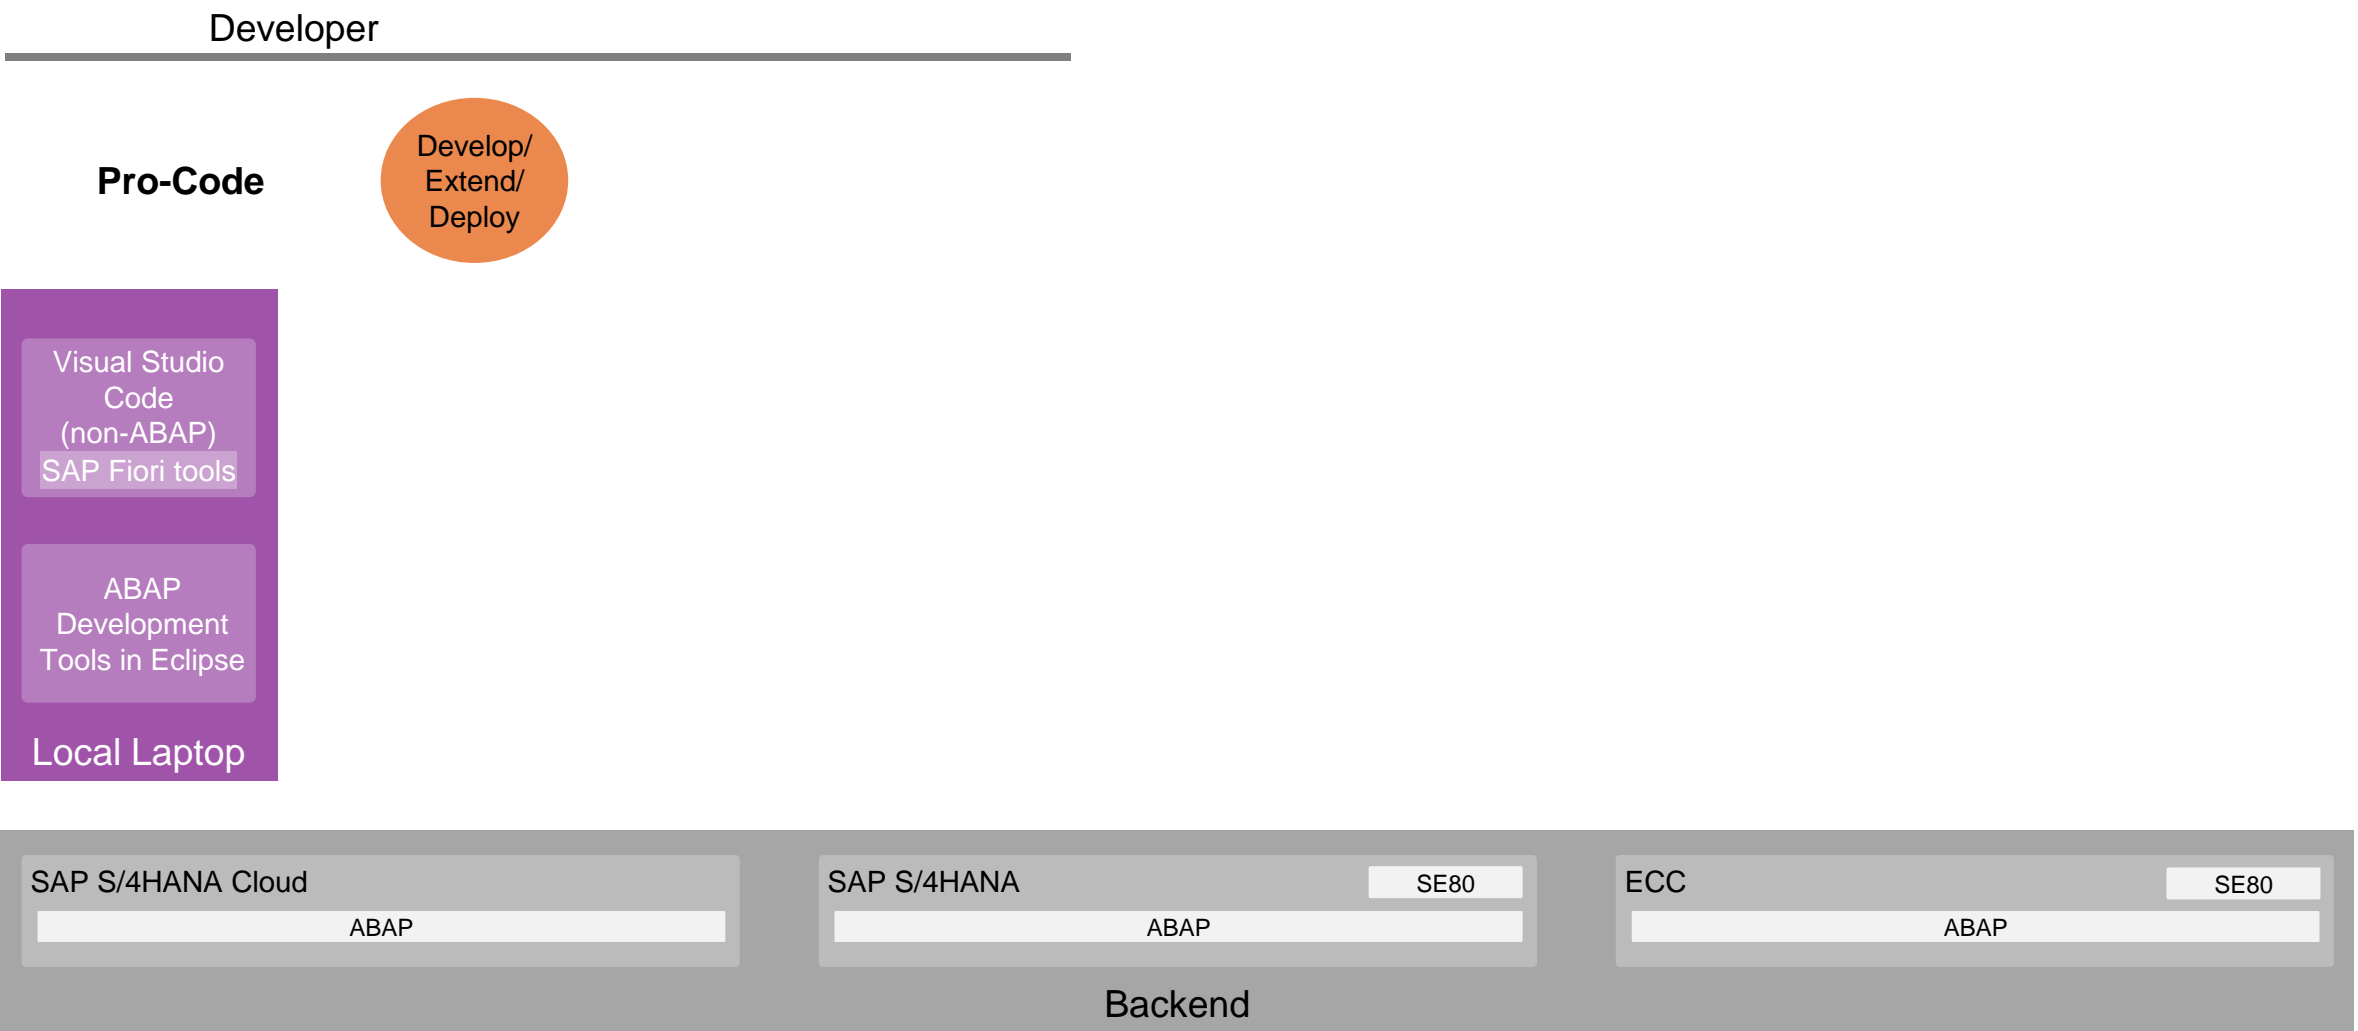 Developer
Pro-Code
Develop/
Extend/
Deploy
Visual Studio
Code
(non-ABAP)
SAP Fiori tools
ABAP
Development
Tools in Eclipse
Local Laptop
SAP S/4HANA Cloud
ABAP
SAP S/4HANA
SE80
ABAP
ECC
SE80
ABAP
Backend